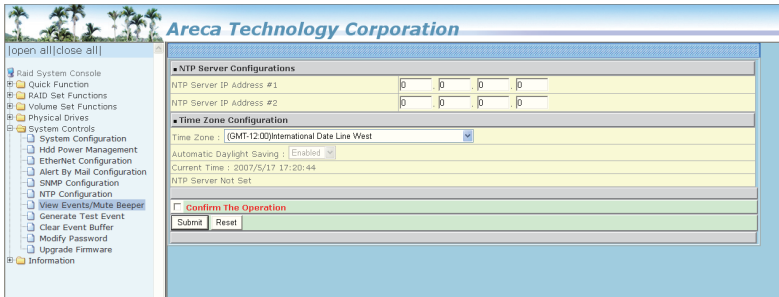 Areca Technology Corporation
|open all|close all|
Raid System Console
Quick Function
RAID Set Functions
Volume Set Functions
Physical Drives
System Controls
System Configuration
Hdd Power Management
EtherNet Configuration
Alert By Mail Configuration
SNMP Configuration
NTP Configuration
View Events/Mute Beeper
Generate Test Event
Clear Event Buffer
Modify Password
Upgrade Firmware
Information
NTP Server Configurations
NTP Server IP Address #1 0 . 0 . 0 . 0
NTP Server IP Address #2 0 . 0 . 0 . 0
Time Zone Configuration
Time Zone : (GMT-12:00)International Date Line West
Automatic Daylight Saving : Enabled
Current Time : 2007/5/17 17:20:44
NTP Server Not Set
Confirm The Operation
Submit Reset